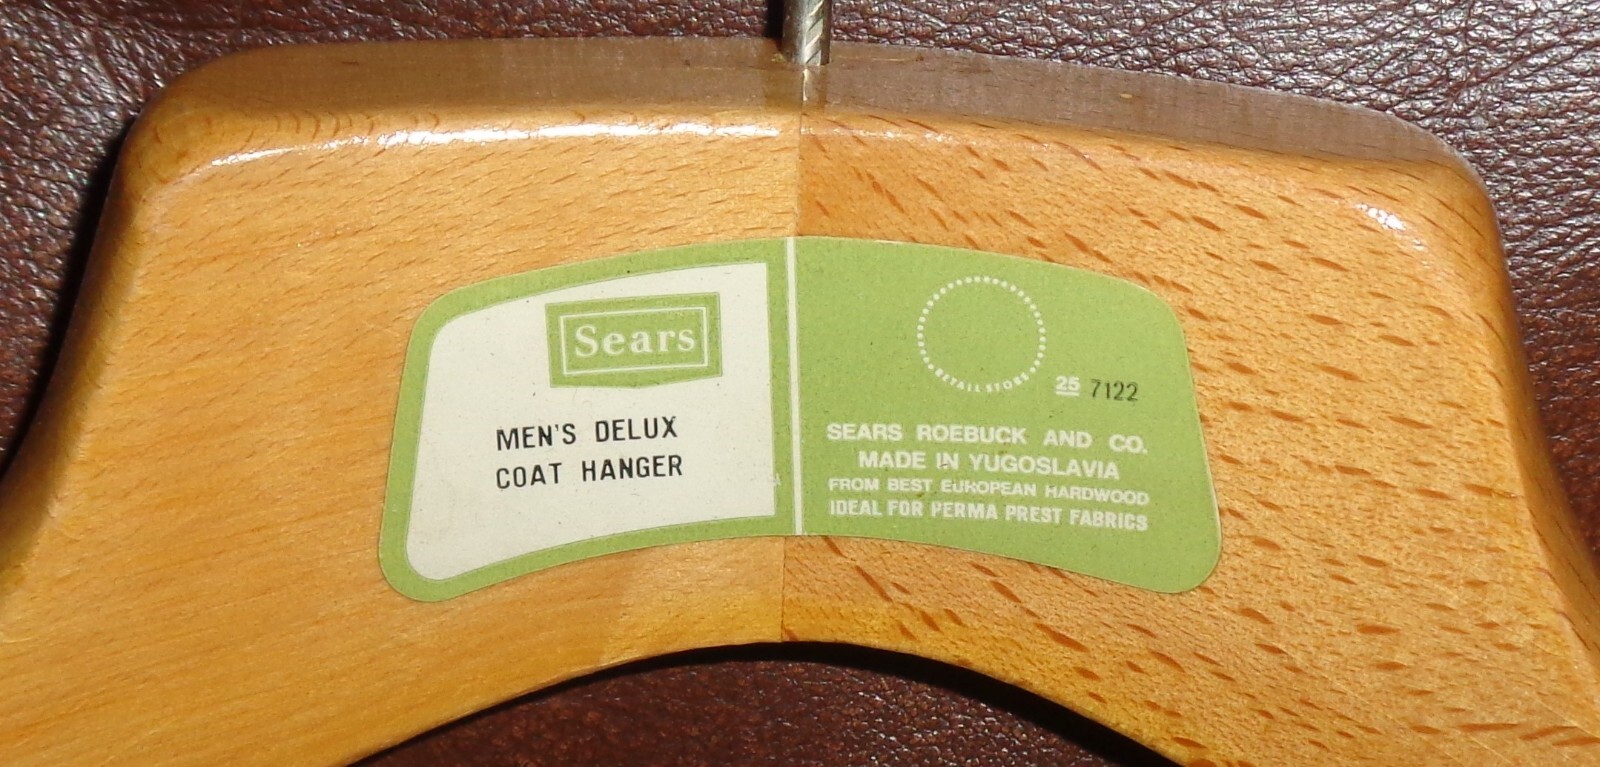 Sears
MEN'S DELUX
COAT HANGER
RETAIL STORE
25 7122
SEARS ROEBUCK AND CO.
MADE IN YUGOSLAVIA
FROM BEST EUROPEAN HARDWOOD
IDEAL FOR PERMA PREST FABRICS